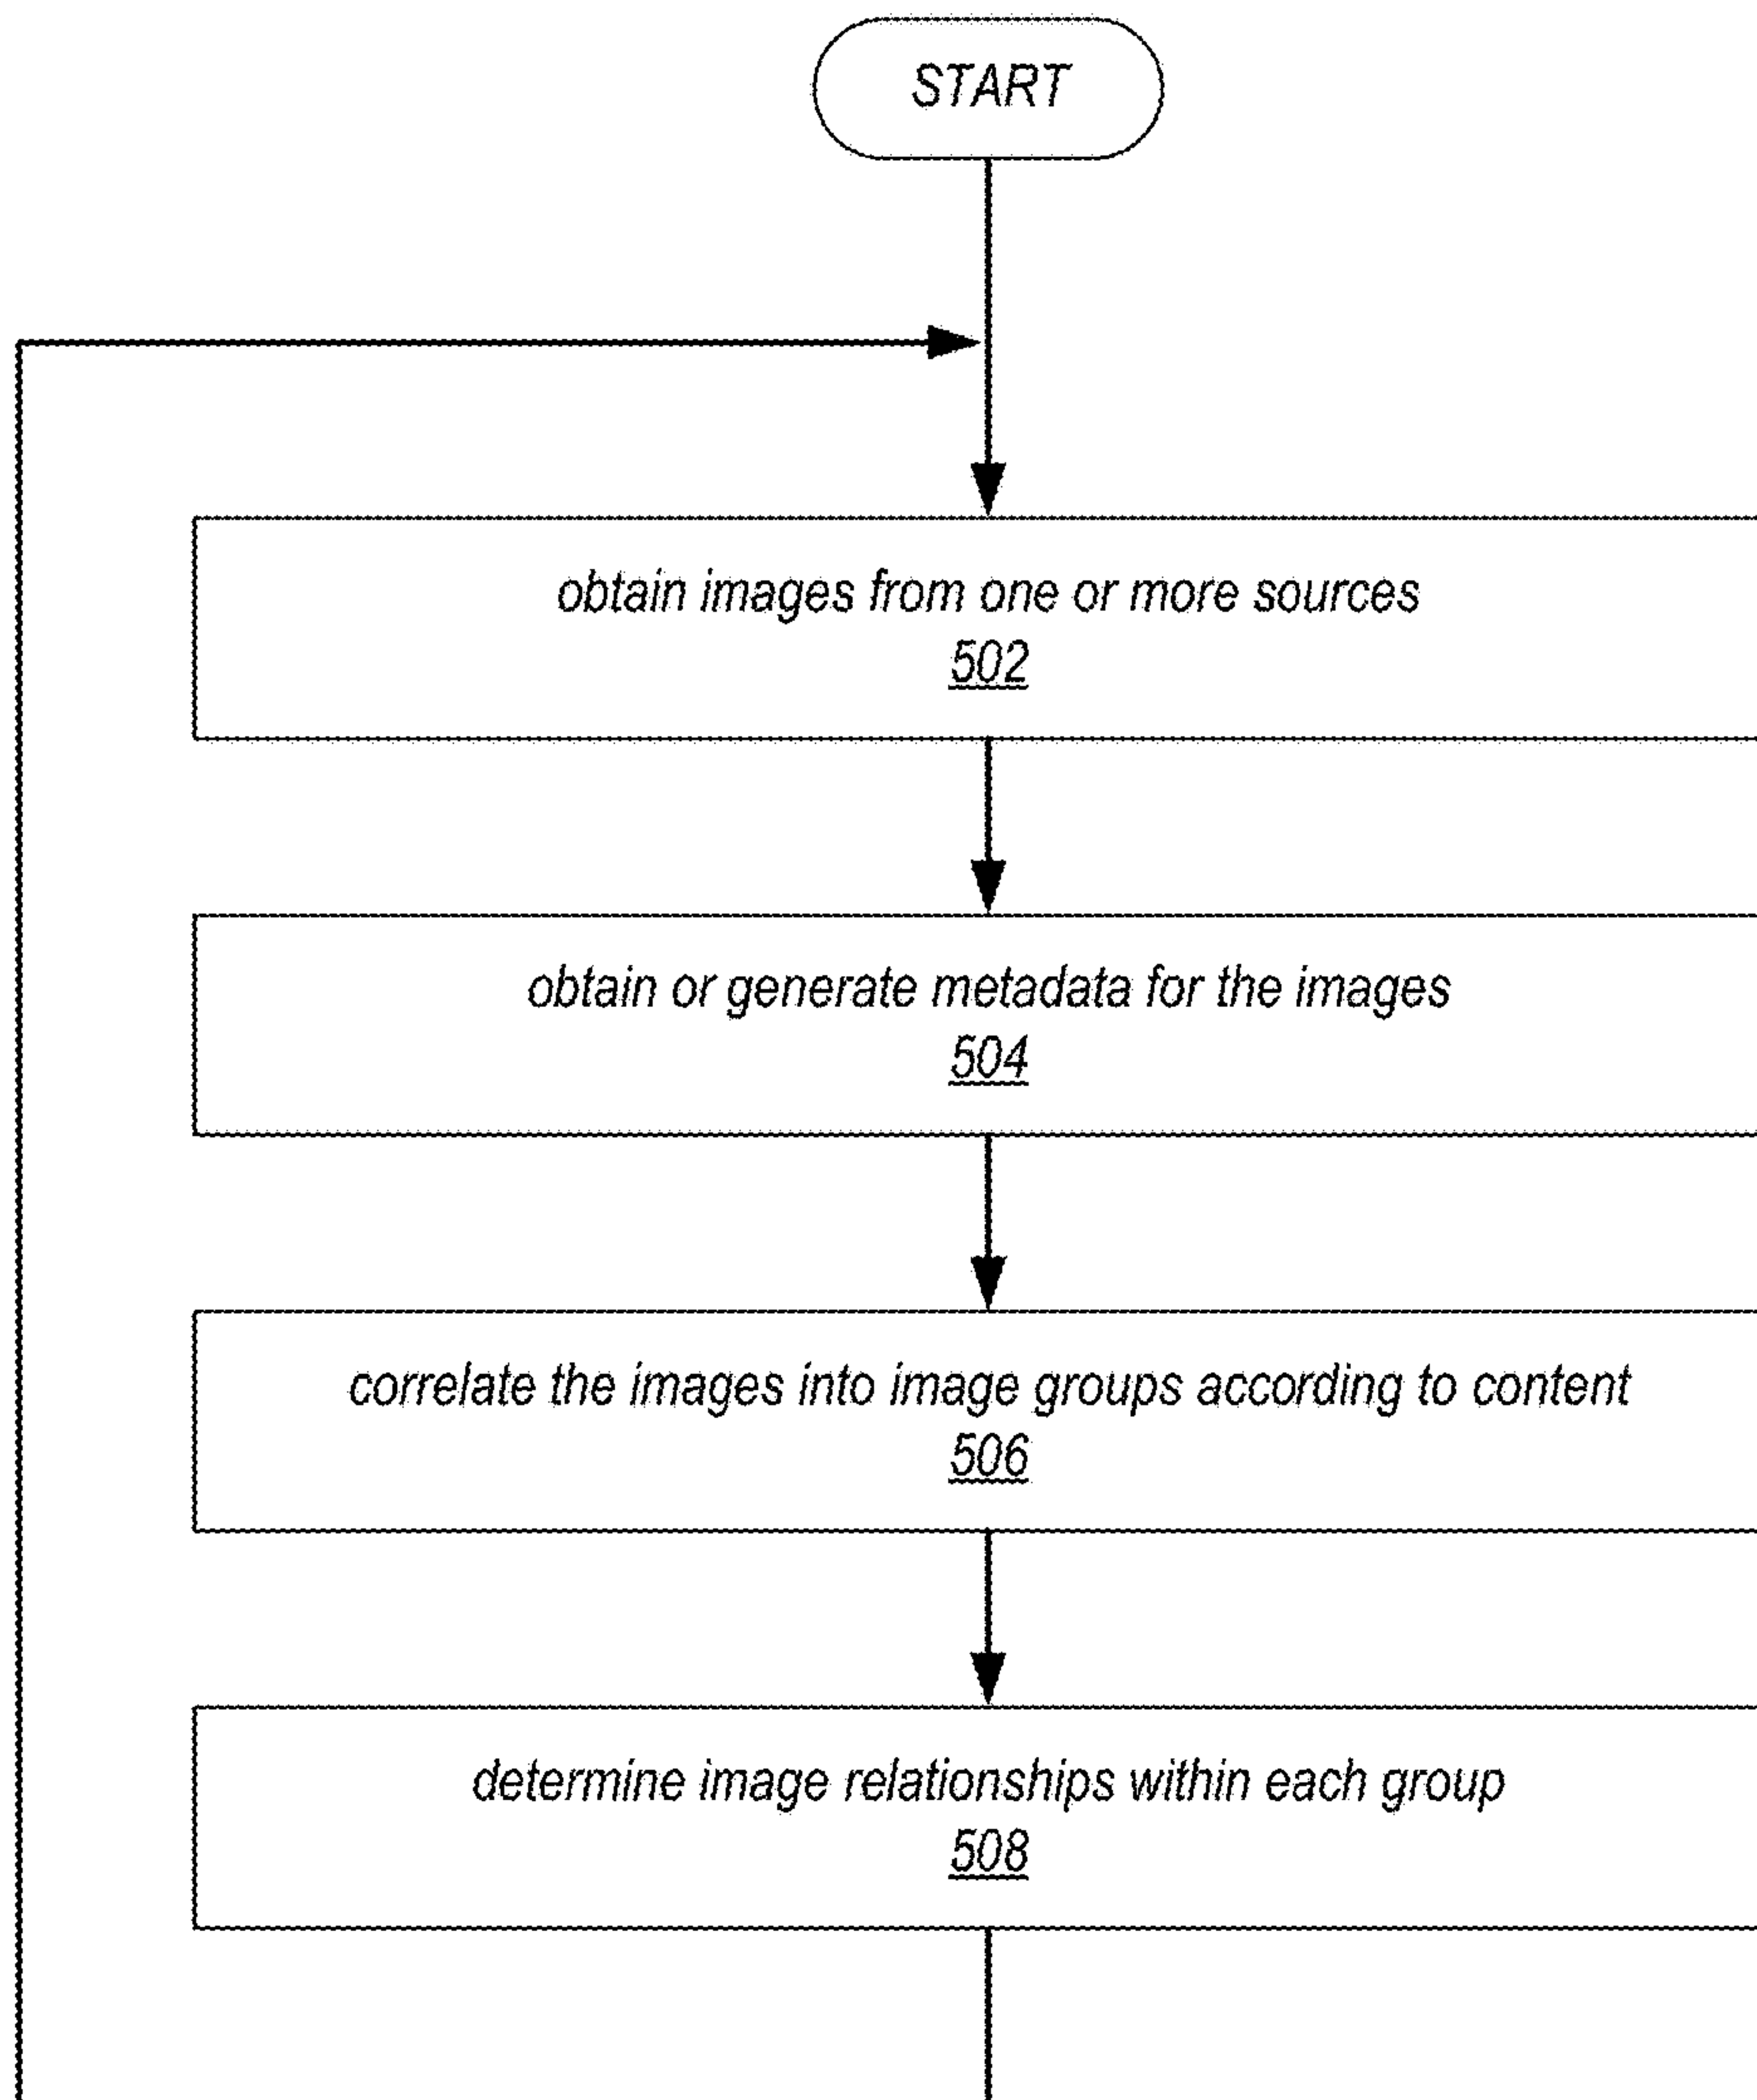 START
obtain images from one or more sources
502
obtain or generate metadata for the images
504
correlate the images into image groups according to content
506
determine image relationships within each group
508